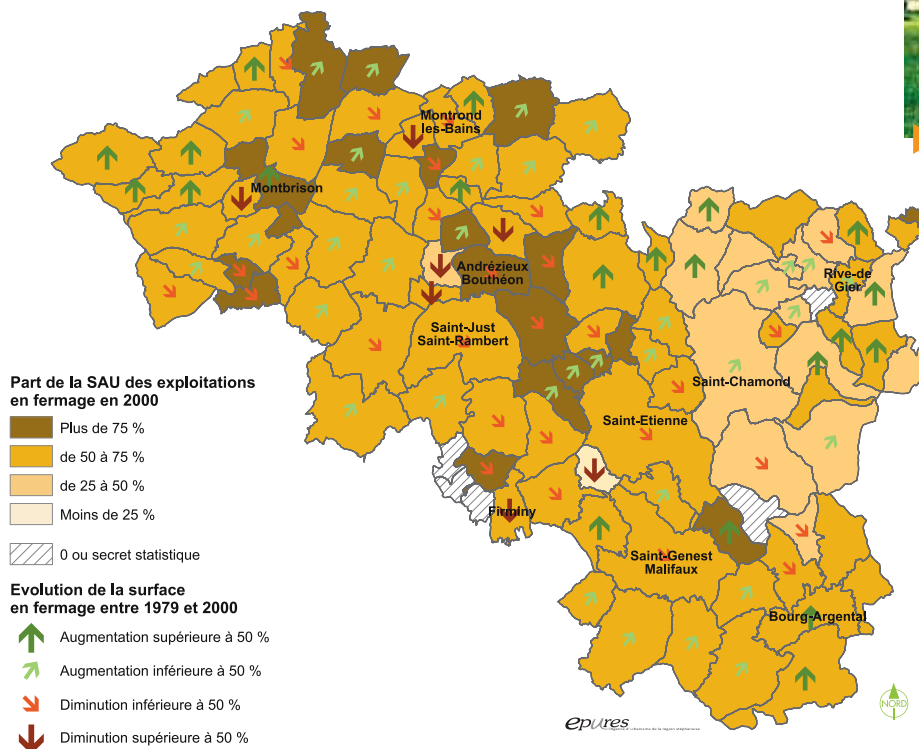 Montrond
les-Bains
Montbrison
Andrézieux
Bouthéon
Rive-de
Gier
Saint-Just
Saint-Rambert
Saint-Chamond
Saint-Etienne
Firminy
Saint-Genest
Malifaux
Bourg-Argental
Part de la SAU des exploitations
en fermage en 2000
Plus de 75 %
de 50 à 75 %
de 25 à 50 %
Moins de 25 %
0 ou secret statistique
Evolution de la surface
en fermage entre 1979 et 2000
Augmentation supérieure à 50 %
Augmentation inférieure à 50 %
Diminution inférieure à 50 %
Diminution supérieure à 50 %
epures
NORD